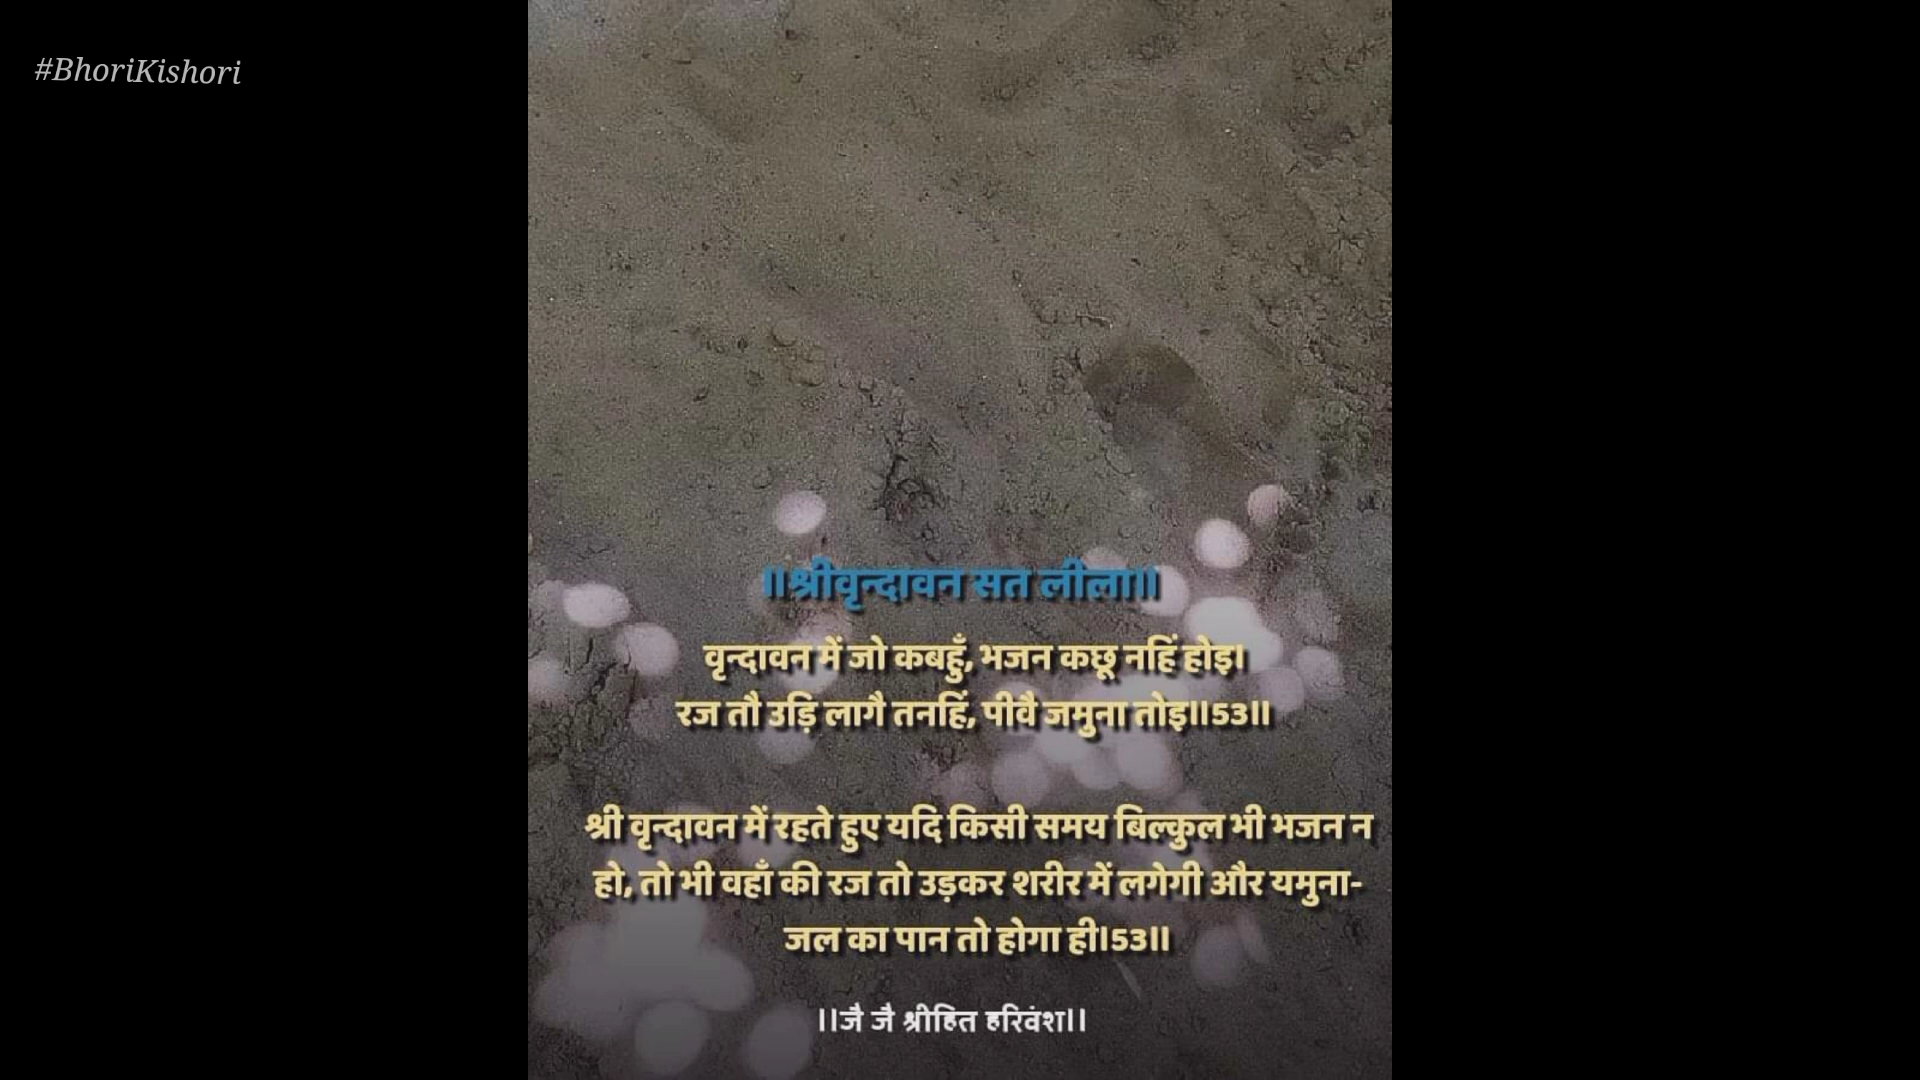 #BhoriKishori
॥श्रीवृन्दावन सत लीला॥
वृन्दावन में जो कबहुँ, भजन कछू नहिं होइ।
रज तौ उड़ि लागै तनहिं, पीवै जमुना तोइ॥53॥
श्री वृन्दावन में रहते हुए यदि किसी समय बिल्कुल भी भजन न
हो, तो भी वहाँ की रज तो उड़कर शरीर में लगेगी और यमुना-
जल का पान तो होगा ही।53॥
।।जै जै श्रीहित हरिवंश।।